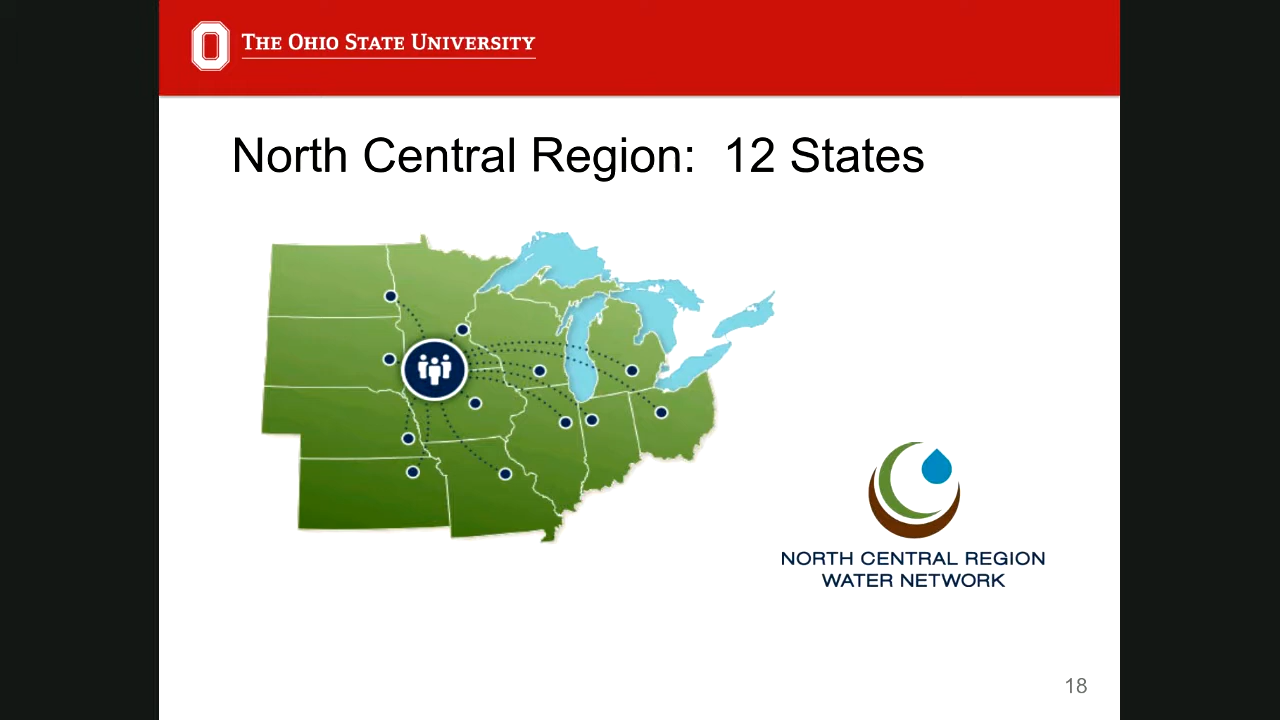 THE OHIO STATE UNIVERSITY
North Central Region: 12 States
NORTH CENTRAL REGION
WATER NETWORK
18